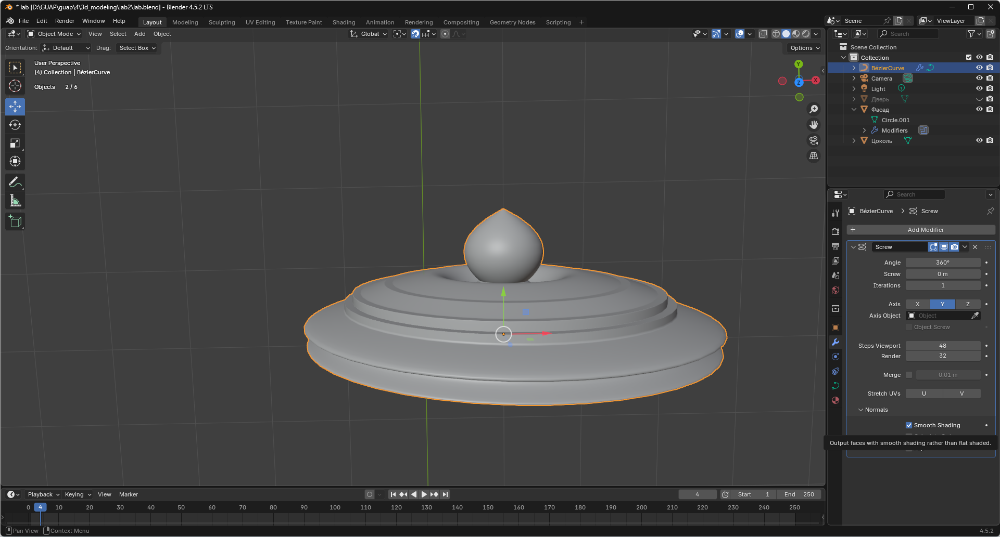 * lab [D:\GUAP\guap\4\3d_modeling\lab2\lab.blend] - Blender 4.5.2 LTS
File Edit Render Window Help Layout Modeling Sculpting UV Editing Texture Paint Shading Animation Rendering Compositing Geometry Nodes Scripting + Scene ViewLayer
Object Mode View Select Add Object Global Search
Orientation: Default Drag: Select Box Options
User Perspective
(4) Collection | BézierCurve
Objects 2 / 6
Y
X
Z
Scene Collection
Collection
BézierCurve
Camera
Light
Дверь
Фасад
Circle.001
Modifiers
Цоколь
Search
BézierCurve > Screw
+ Add Modifier
Screw
Angle 360°
Screw 0 m
Iterations 1
Axis X Y Z
Axis Object Object
Object Screw
Steps Viewport 48
Render 32
Merge 0.01 m
Stretch UVs U V
Normals
Smooth Shading
Output faces with smooth shading rather than flat shaded.
Playback Keying View Marker 4 Start 1 End 250
0 4 10 20 30 40 50 60 70 80 90 100 110 120 130 140 150 160 170 180 190 200 210 220 230 240 250
Pan View Context Menu 4.5.2